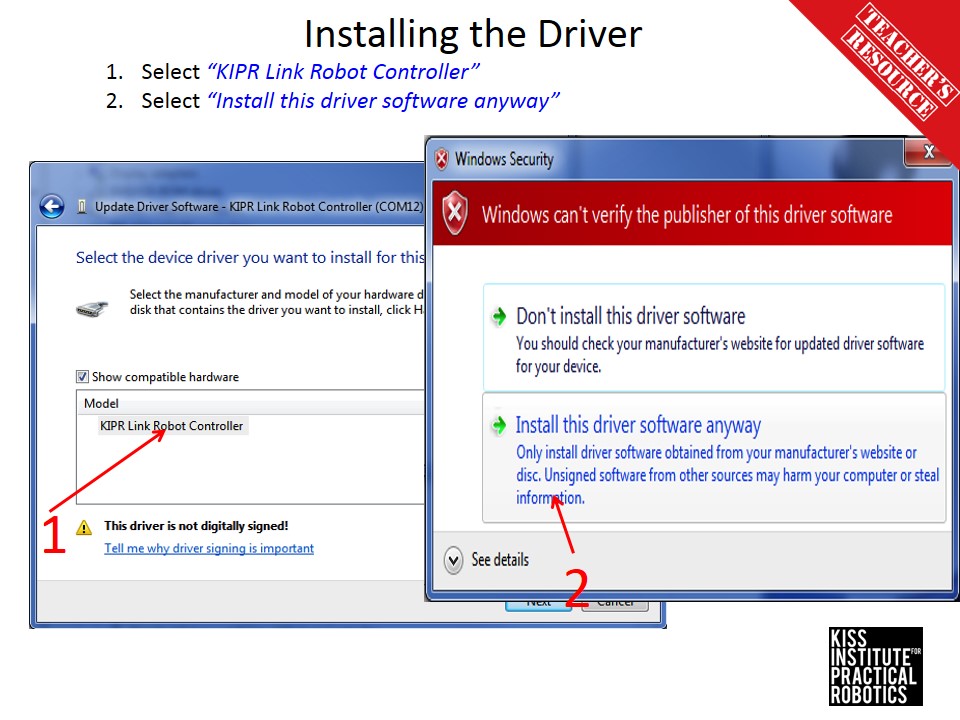 Installing the Driver
TEACHER'S
RESOURCE
1. Select “KIPR Link Robot Controller”
2. Select “Install this driver software anyway”
Update Driver Software - KIPR Link Robot Controller (COM12)
Select the device driver you want to install for this
Select the manufacturer and model of your hardware d
disk that contains the driver you want to install, click H
Show compatible hardware
Model
KIPR Link Robot Controller
1
This driver is not digitally signed!
Tell me why driver signing is important
Next
Cancel
Windows Security
X
Windows can't verify the publisher of this driver software
Don't install this driver software
You should check your manufacturer's website for updated driver software
for your device.
Install this driver software anyway
Only install driver software obtained from your manufacturer's website or
disc. Unsigned software from other sources may harm your computer or steal
information.
See details
2
KISS
INSTITUTE FOR
PRACTICAL
ROBOTICS